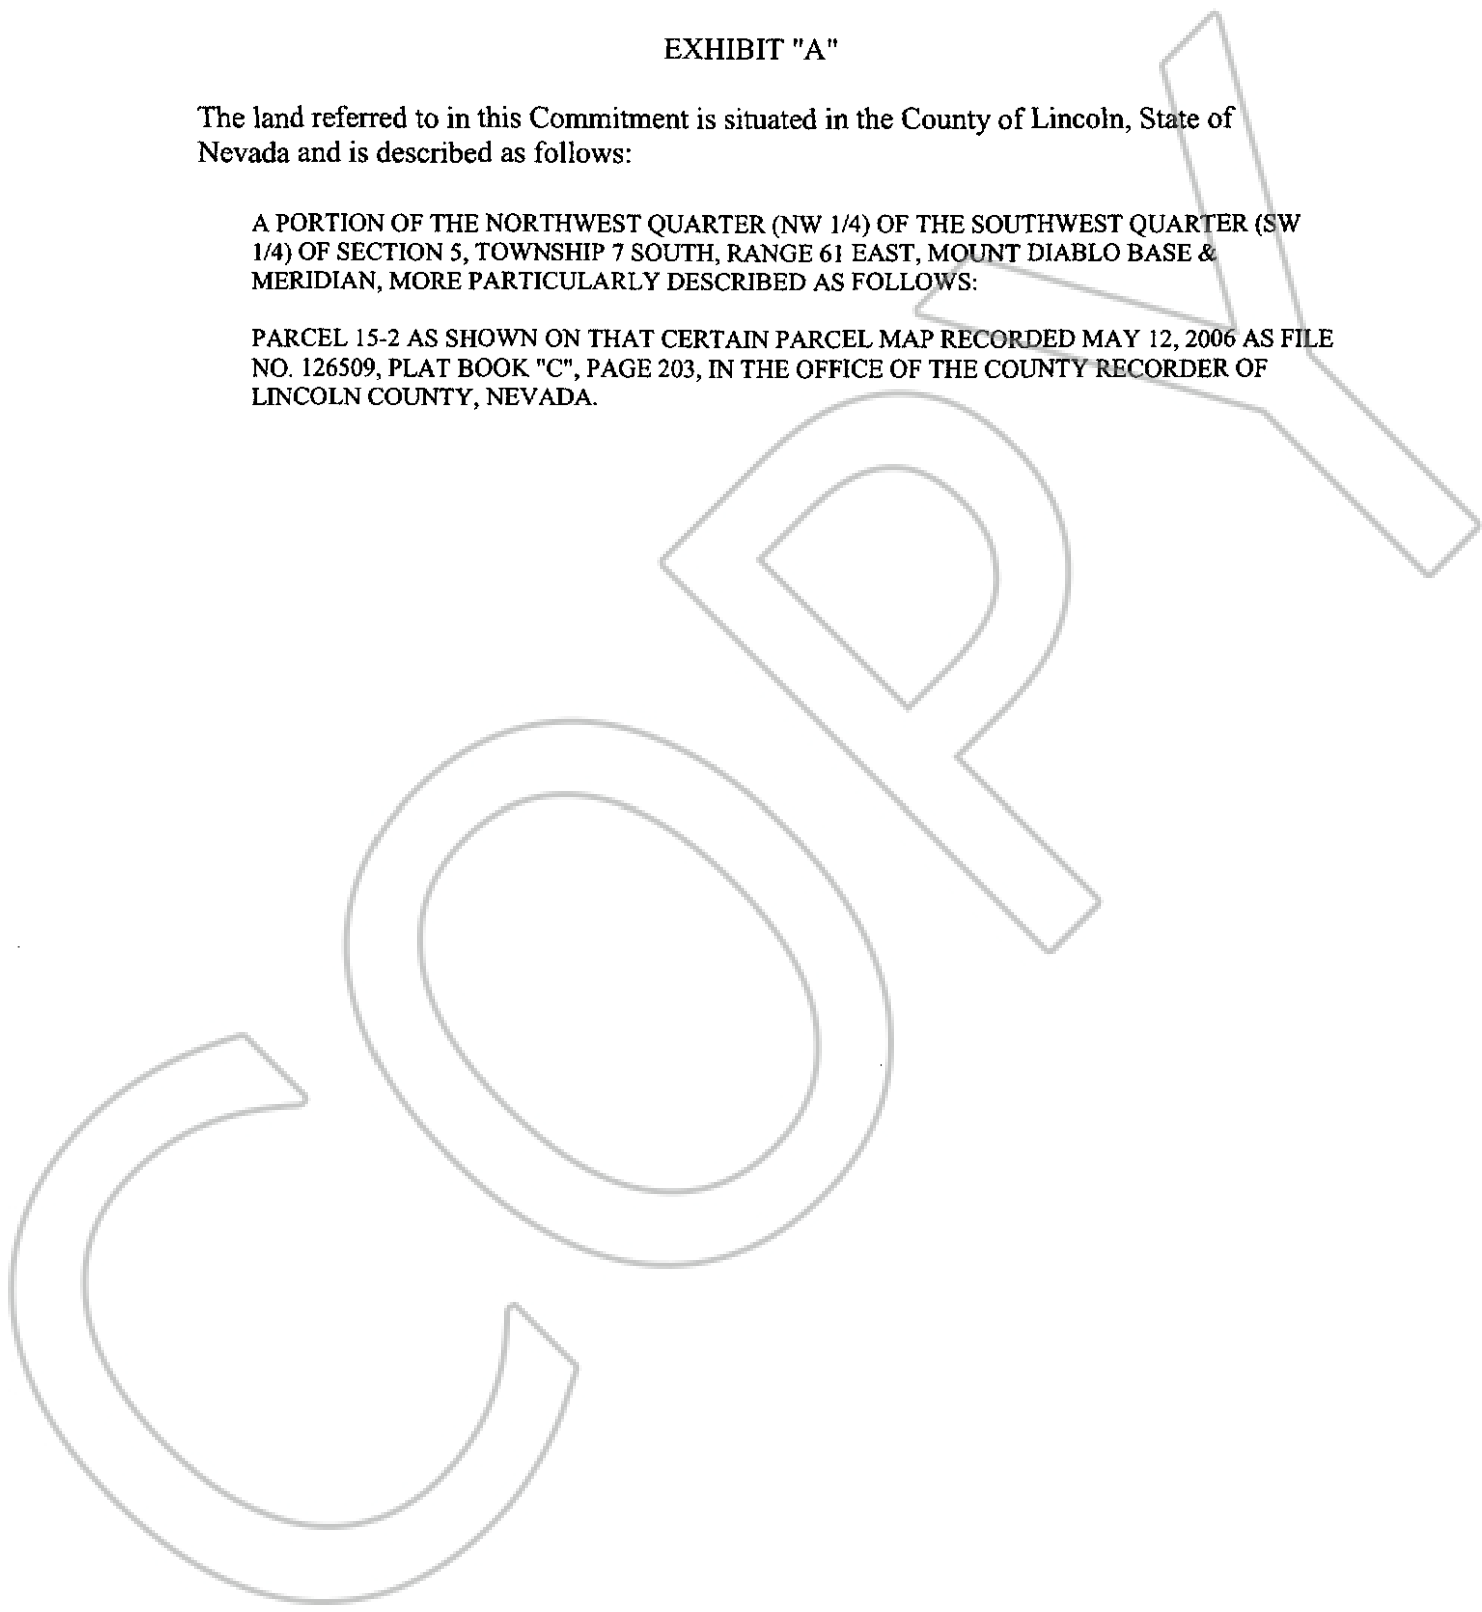 EXHIBIT "A"
The land referred to in this Commitment is situated in the County of Lincoln, State of
Nevada and is described as follows:
A PORTION OF THE NORTHWEST QUARTER (NW 1/4) OF THE SOUTHWEST QUARTER (SW
1/4) OF SECTION 5, TOWNSHIP 7 SOUTH, RANGE 61 EAST, MOUNT DIABLO BASE &
MERIDIAN, MORE PARTICULARLY DESCRIBED AS FOLLOWS:
PARCEL 15-2 AS SHOWN ON THAT CERTAIN PARCEL MAP RECORDED MAY 12, 2006 AS FILE
NO. 126509, PLAT BOOK "C", PAGE 203, IN THE OFFICE OF THE COUNTY RECORDER OF
LINCOLN COUNTY, NEVADA.
COPY